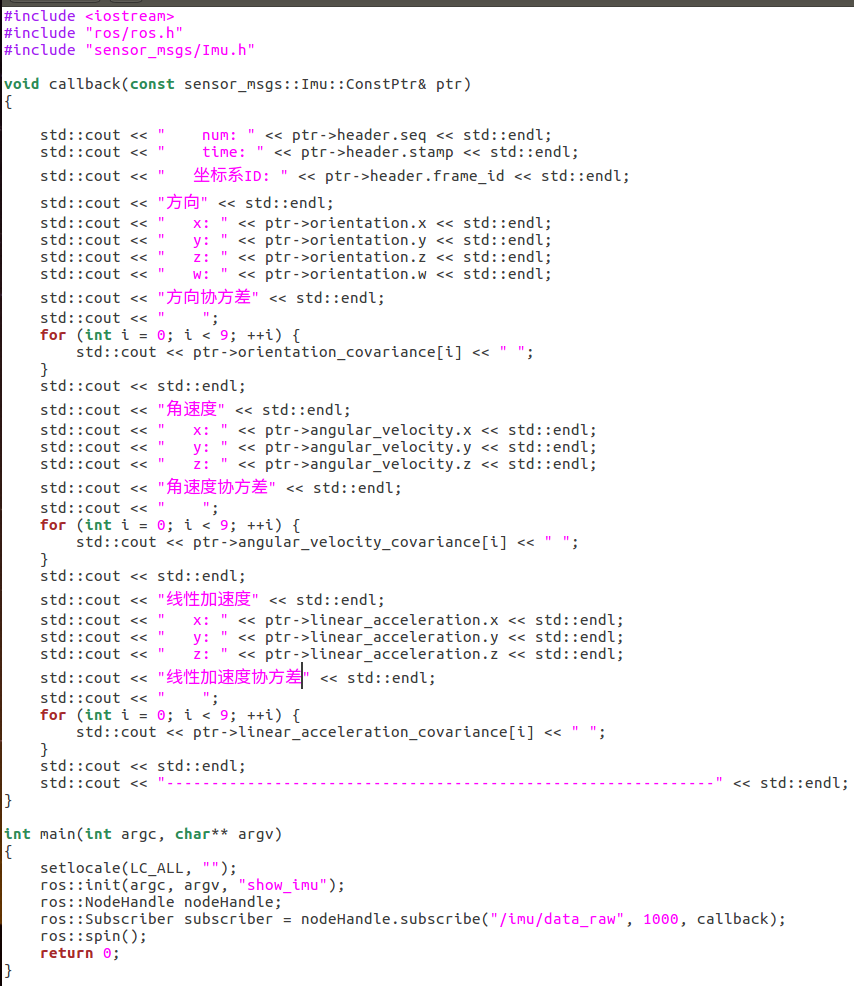 #include <iostream>
#include "ros/ros.h"
#include "sensor_msgs/Imu.h"

void callback(const sensor_msgs::Imu::ConstPtr& ptr)
{

    std::cout << "    num: " << ptr->header.seq << std::endl;
    std::cout << "    time: " << ptr->header.stamp << std::endl;
    std::cout << "   坐标系ID: " << ptr->header.frame_id << std::endl;
    std::cout << "方向" << std::endl;
    std::cout << "   x: " << ptr->orientation.x << std::endl;
    std::cout << "   y: " << ptr->orientation.y << std::endl;
    std::cout << "   z: " << ptr->orientation.z << std::endl;
    std::cout << "   w: " << ptr->orientation.w << std::endl;
    std::cout << "方向协方差" << std::endl;
    std::cout << "    ";
    for (int i = 0; i < 9; ++i) {
        std::cout << ptr->orientation_covariance[i] << " ";
    }
    std::cout << std::endl;
    std::cout << "角速度" << std::endl;
    std::cout << "   x: " << ptr->angular_velocity.x << std::endl;
    std::cout << "   y: " << ptr->angular_velocity.y << std::endl;
    std::cout << "   z: " << ptr->angular_velocity.z << std::endl;
    std::cout << "角速度协方差" << std::endl;
    std::cout << "    ";
    for (int i = 0; i < 9; ++i) {
        std::cout << ptr->angular_velocity_covariance[i] << " ";
    }
    std::cout << std::endl;
    std::cout << "线性加速度" << std::endl;
    std::cout << "   x: " << ptr->linear_acceleration.x << std::endl;
    std::cout << "   y: " << ptr->linear_acceleration.y << std::endl;
    std::cout << "   z: " << ptr->linear_acceleration.z << std::endl;
    std::cout << "线性加速度协方差" << std::endl;
    std::cout << "    ";
    for (int i = 0; i < 9; ++i) {
        std::cout << ptr->linear_acceleration_covariance[i] << " ";
    }
    std::cout << std::endl;
    std::cout << "-------------------------------------------------------------" << std::endl;
}

int main(int argc, char** argv)
{
    setlocale(LC_ALL, "");
    ros::init(argc, argv, "show_imu");
    ros::NodeHandle nodeHandle;
    ros::Subscriber subscriber = nodeHandle.subscribe("/imu/data_raw", 1000, callback);
    ros::spin();
    return 0;
}